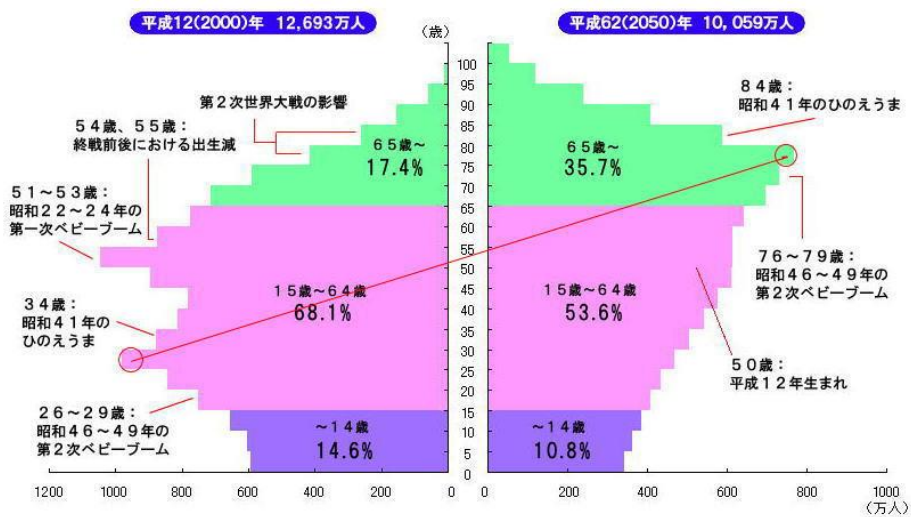 平成12(2000)年 12,693万人
平成62(2050)年 10,059万人
(歳)
100
95
90
85
80
75
70
65
60
55
50
45
40
35
30
25
20
15
10
5
0
第2次世界大戦の影響
54歳、55歳:
終戦前後における出生減
51~53歳:
昭和22~24年の
第一次ベビーブーム
34歳:
昭和41年の
ひのえうま
26~29歳:
昭和46~49年の
第2次ベビーブーム
65歳~
17.4%
15歳~64歳
68.1%
~14歳
14.6%
65歳~
35.7%
15歳~64歳
53.6%
~14歳
10.8%
84歳:
昭和41年のひのえうま
76~79歳:
昭和46~49年の
第2次ベビーブーム
50歳:
平成12年生まれ
1200 1000 800 600 400 200 0
0 200 400 600 800 1000
(万人)